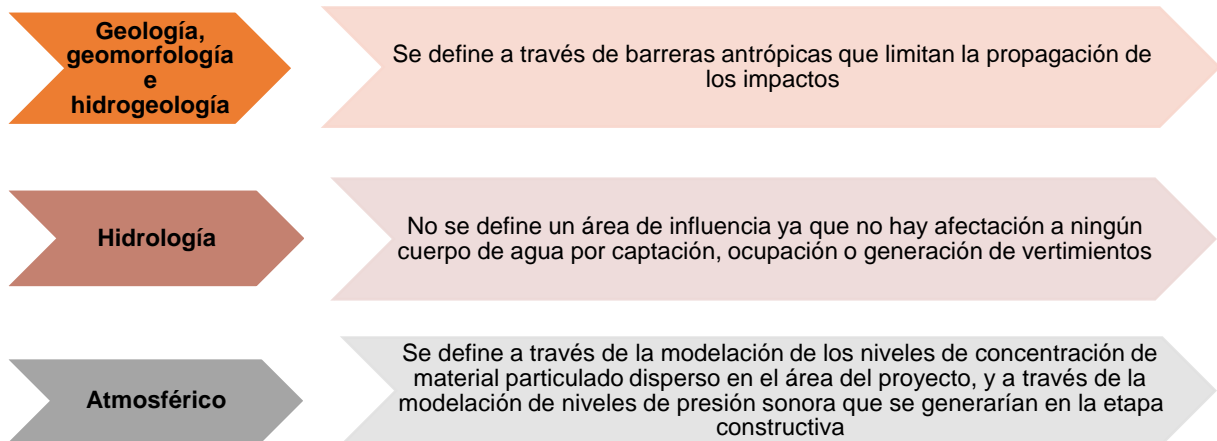 Geología,
geomorfología
e
hidrogeología
Se define a través de barreras antrópicas que limitan la propagación de
los impactos
Hidrología
No se define un área de influencia ya que no hay afectación a ningún
cuerpo de agua por captación, ocupación o generación de vertimientos
Atmosférico
Se define a través de la modelación de los niveles de concentración de
material particulado disperso en el área del proyecto, y a través de la
modelación de niveles de presión sonora que se generarían en la etapa
constructiva